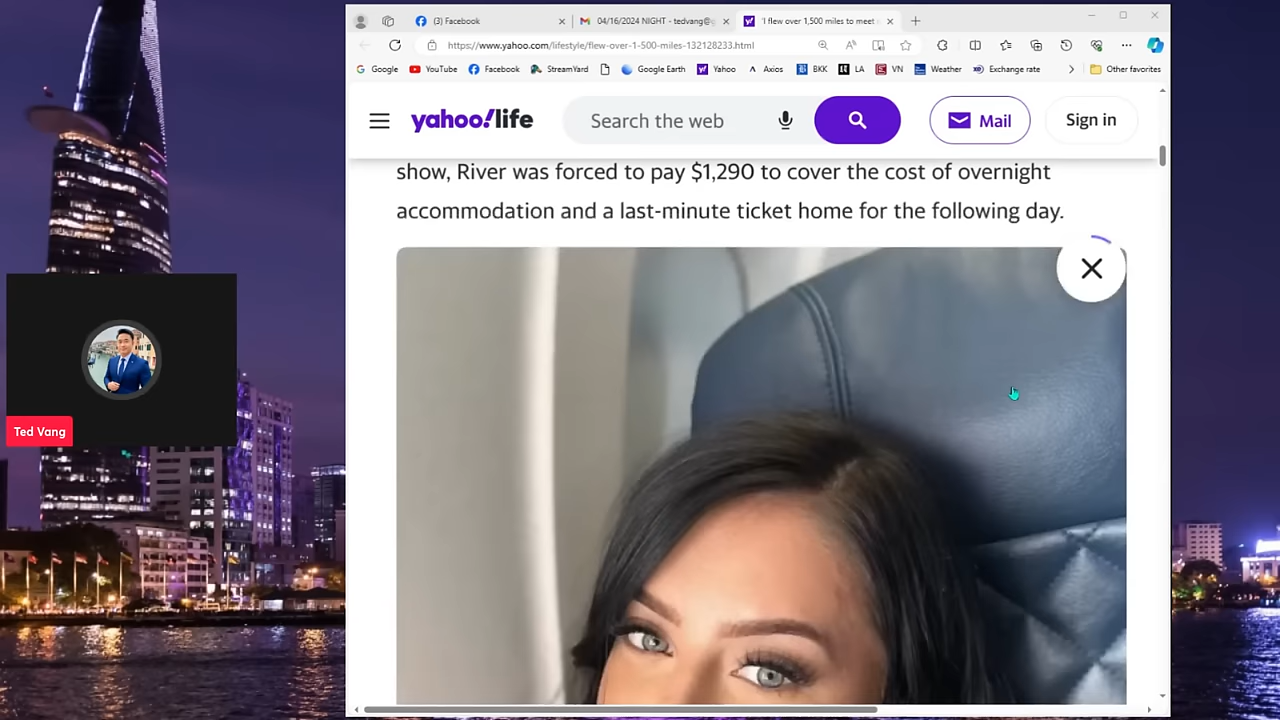 (3) Facebook
04/16/2024 NIGHT - tedvang@g
'I flew over 1,500 miles to meet
https://www.yahoo.com/lifestyle/flew-over-1-500-miles-132128233.html
Google
YouTube
Facebook
StreamYard
Google Earth
Yahoo
Axios
BKK
LA
VN
Weather
Exchange rate
Other favorites
yahoo!life
Search the web
Mail
Sign in
show, River was forced to pay $1,290 to cover the cost of overnight
accommodation and a last-minute ticket home for the following day.
Ted Vang